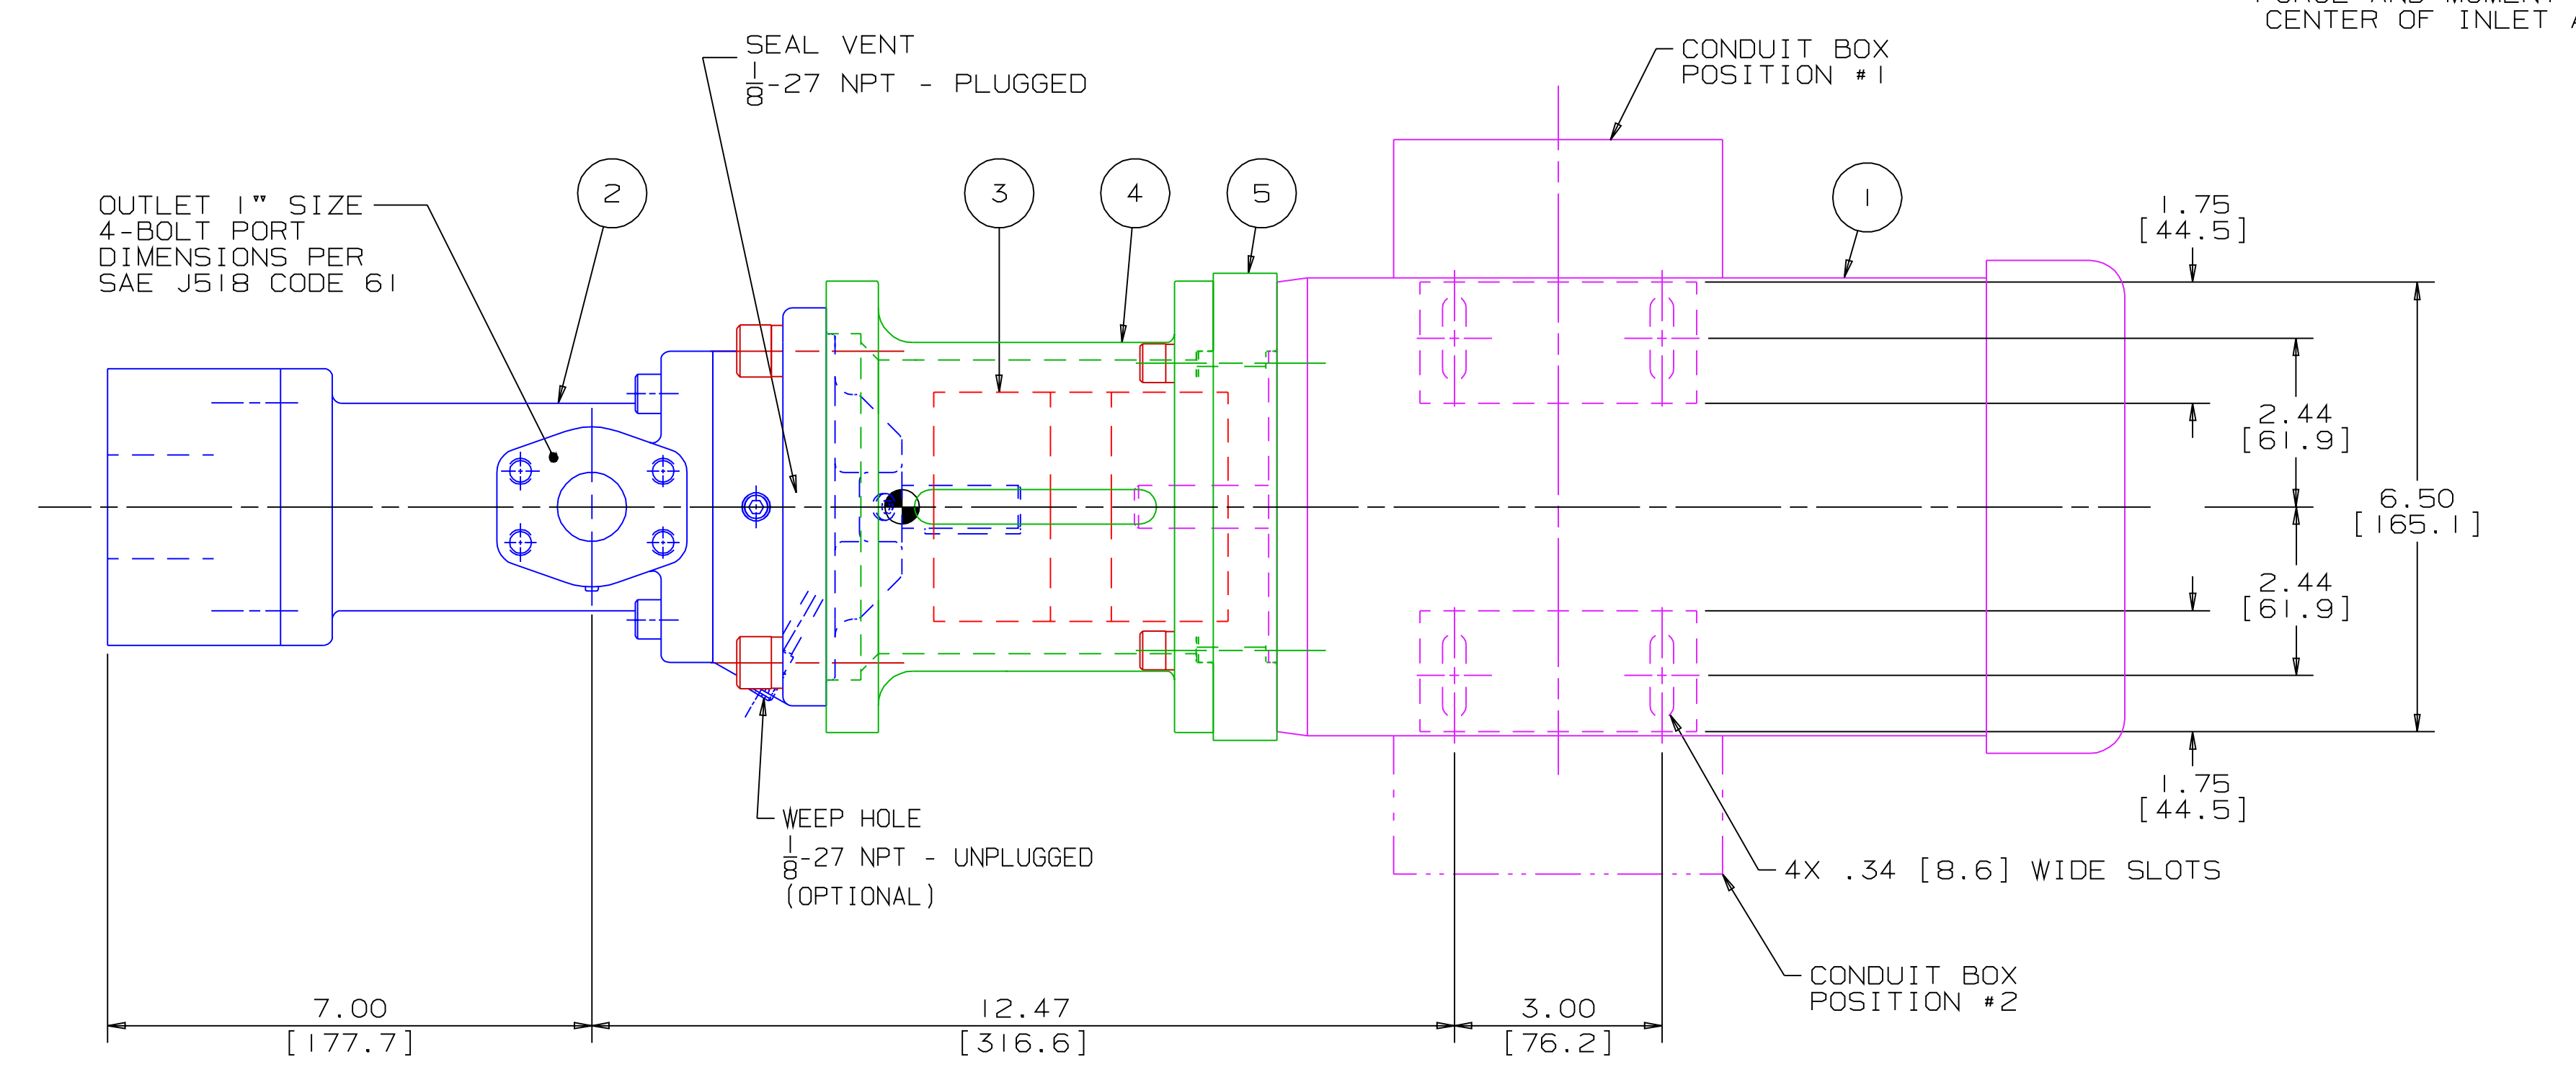 CENTER OF INLET
SEAL VENT
1/8-27 NPT - PLUGGED
CONDUIT BOX
POSITION #1
OUTLET 1" SIZE
4-BOLT PORT
DIMENSIONS PER
SAE J518 CODE 61
2
3
4
5
1
1.75
[44.5]
2.44
[61.9]
6.50
[165.1]
2.44
[61.9]
1.75
[44.5]
WEEP HOLE
1/8-27 NPT - UNPLUGGED
(OPTIONAL)
4X .34 [8.6] WIDE SLOTS
CONDUIT BOX
POSITION #2
7.00
[177.7]
12.47
[316.6]
3.00
[76.2]